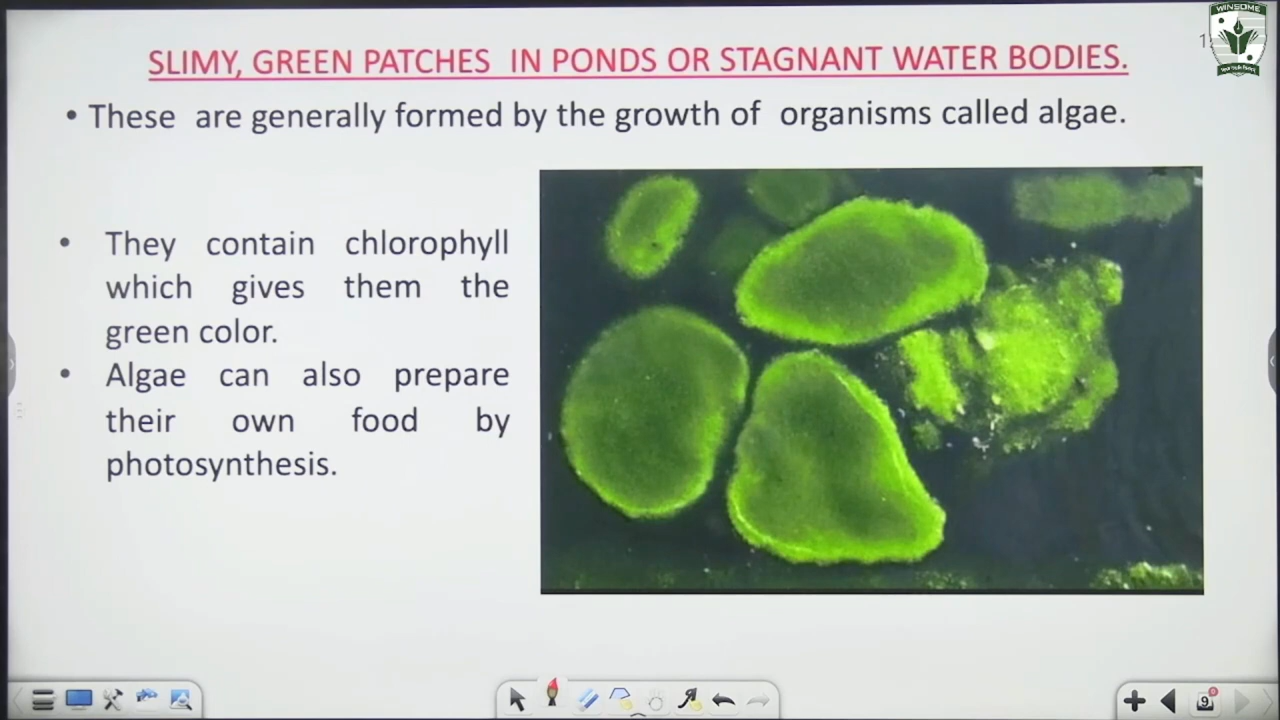 SLIMY, GREEN PATCHES IN PONDS OR STAGNANT WATER BODIES.
• These are generally formed by the growth of organisms called algae.
• They contain chlorophyll
which gives them the
green color.
• Algae can also prepare
their own food by
photosynthesis.
WINSOME
9